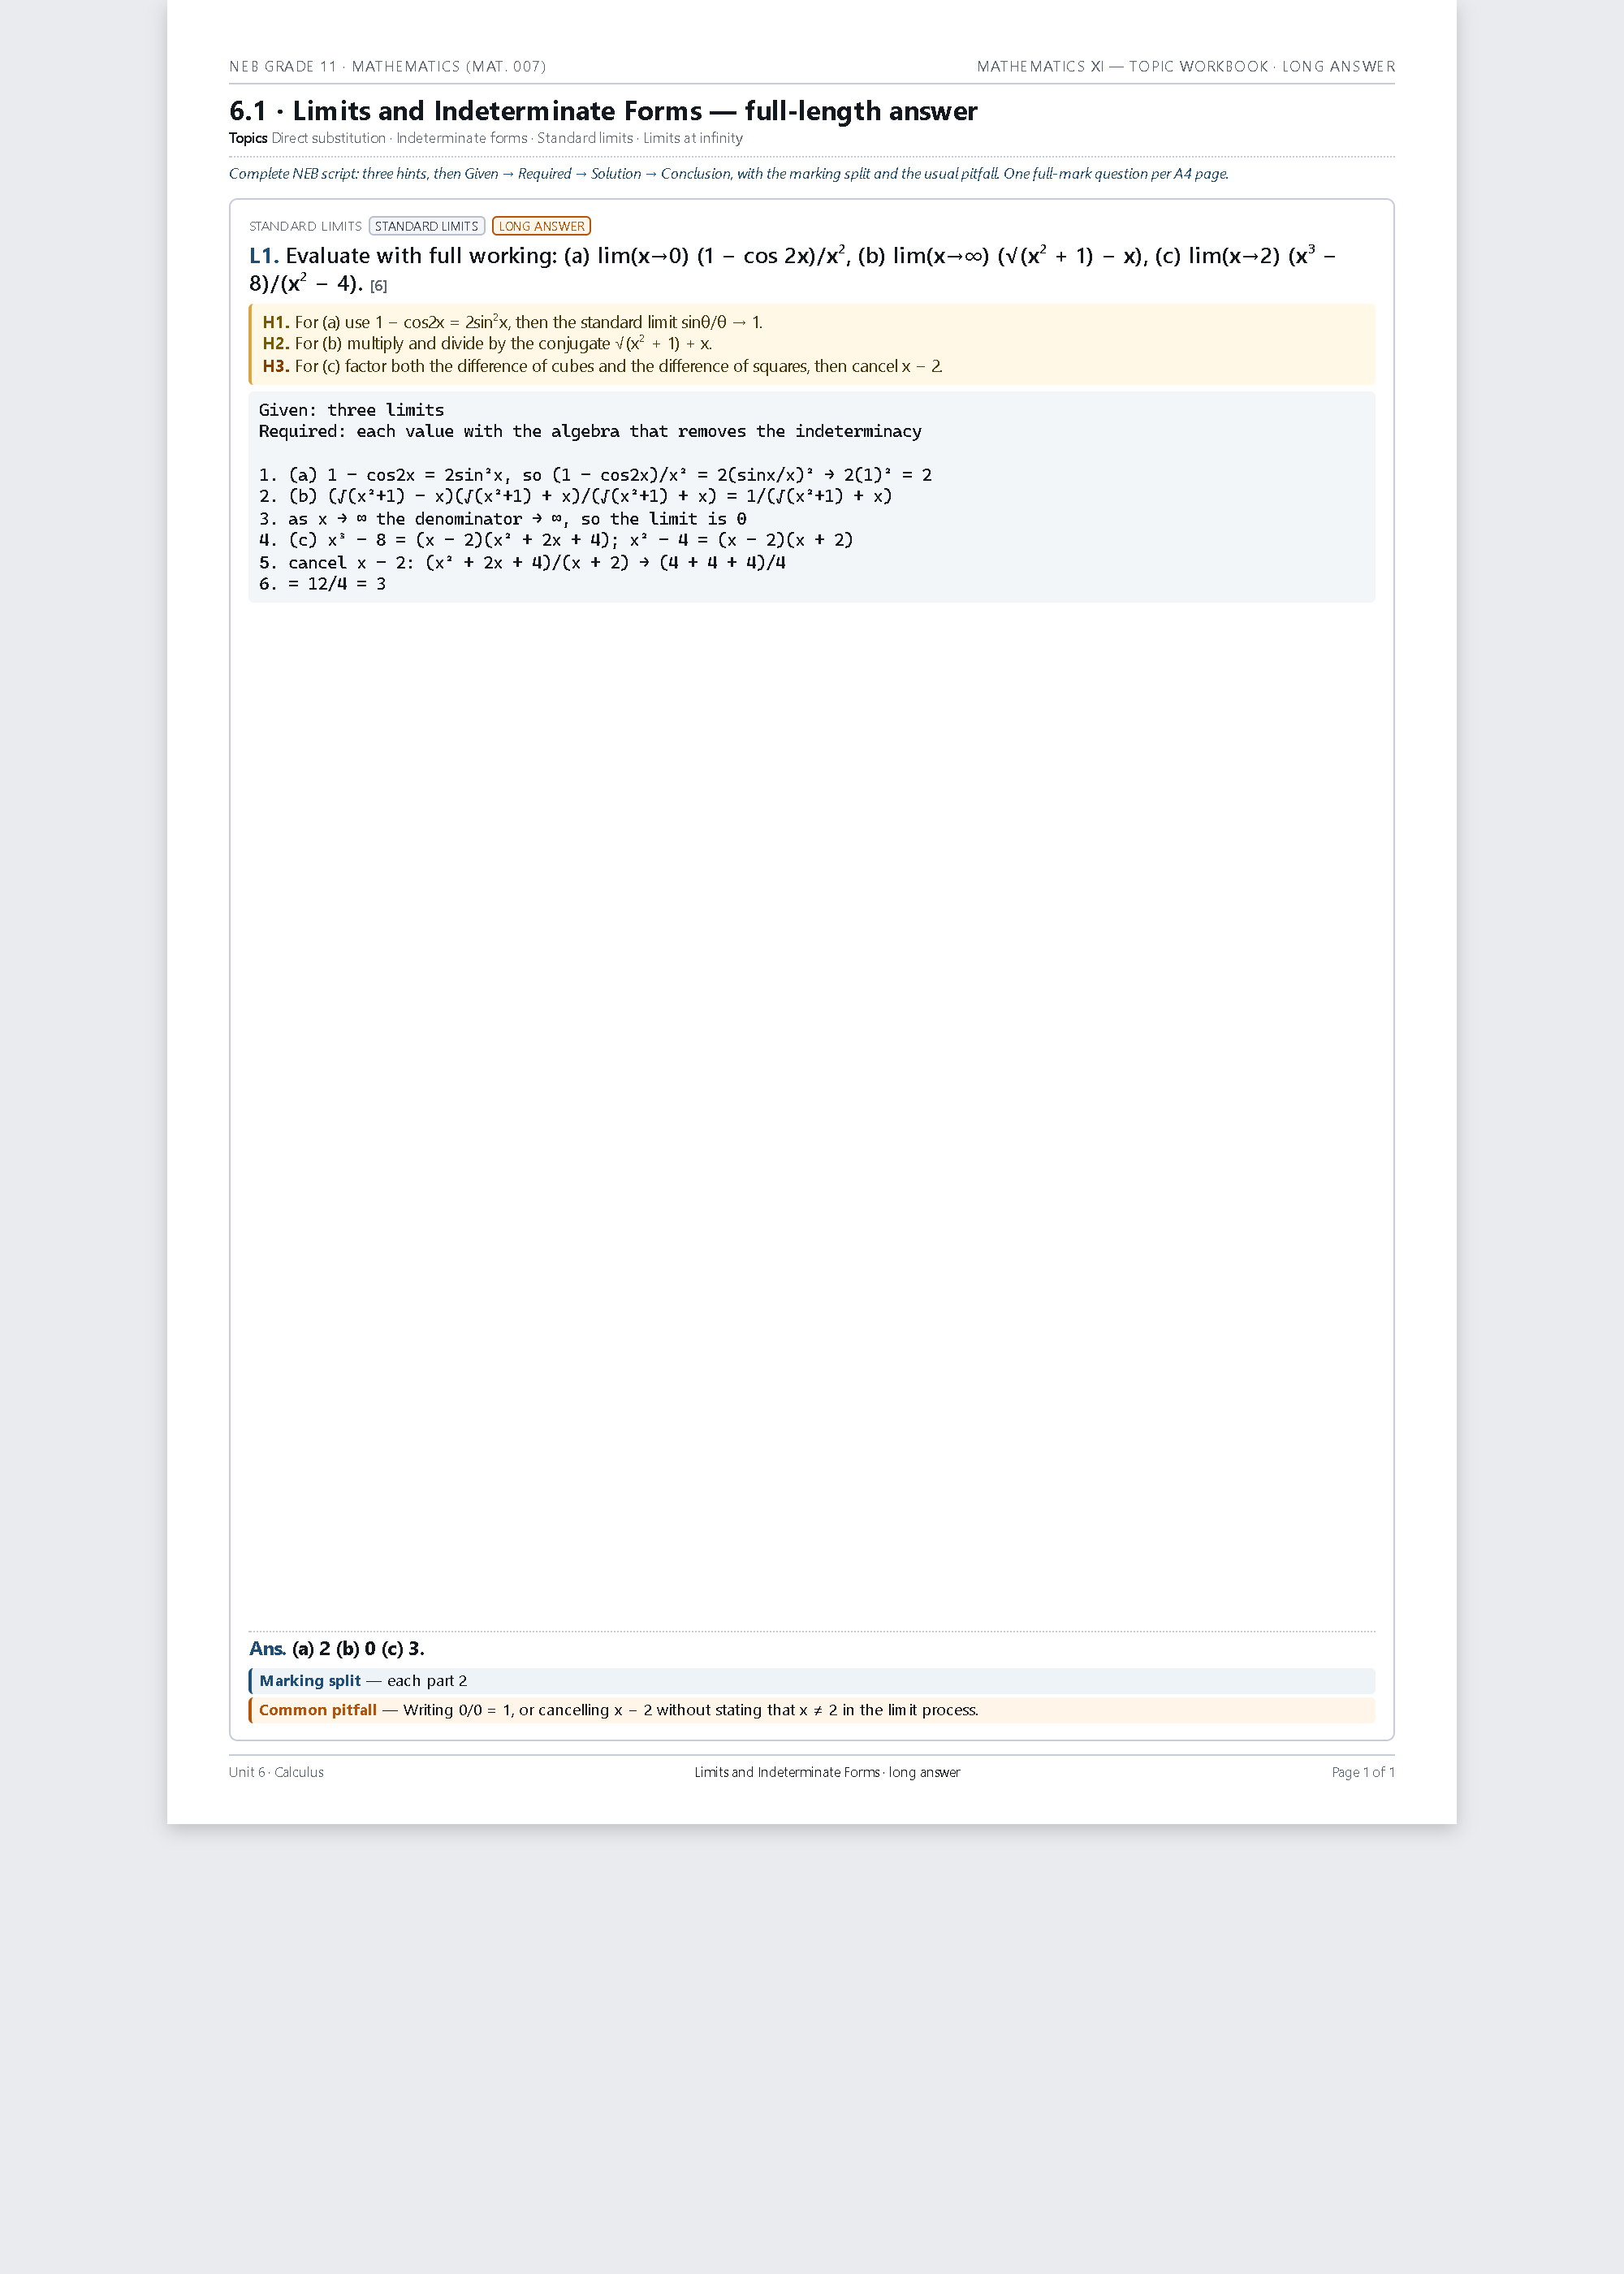 NEB GRADE 11 · MATHEMATICS (MAT. 007)
MATHEMATICS XI — TOPIC WORKBOOK · LONG ANSWER
6.1 · Limits and Indeterminate Forms — full-length answer
Topics Direct substitution · Indeterminate forms · Standard limits · Limits at infinity
Complete NEB script: three hints, then Given → Required → Solution → Conclusion, with the marking split and the usual pitfall. One full-mark question per A4 page.
STANDARD LIMITS STANDARD LIMITS LONG ANSWER
L1. Evaluate with full working: (a) lim(x→0) (1 − cos 2x)/x², (b) lim(x→∞) (√(x² + 1) − x), (c) lim(x→2) (x³ −
8)/(x² − 4). [6]
H1. For (a) use 1 − cos2x = 2sin²x, then the standard limit sinθ/θ → 1.
H2. For (b) multiply and divide by the conjugate √(x² + 1) + x.
H3. For (c) factor both the difference of cubes and the difference of squares, then cancel x − 2.
Given: three limits
Required: each value with the algebra that removes the indeterminacy
1. (a) 1 − cos2x = 2sin²x, so (1 − cos2x)/x² = 2(sinx/x)² → 2(1)² = 2
2. (b) (√(x²+1) − x)(√(x²+1) + x)/(√(x²+1) + x) = 1/(√(x²+1) + x)
3. as x → ∞ the denominator → ∞, so the limit is 0
4. (c) x³ − 8 = (x − 2)(x² + 2x + 4); x² − 4 = (x − 2)(x + 2)
5. cancel x − 2: (x² + 2x + 4)/(x + 2) → (4 + 4 + 4)/4
6. = 12/4 = 3
Ans. (a) 2 (b) 0 (c) 3.
Marking split — each part 2
Common pitfall — Writing 0/0 = 1, or cancelling x − 2 without stating that x ≠ 2 in the limit process.
Unit 6 · Calculus
Limits and Indeterminate Forms · long answer
Page 1 of 1